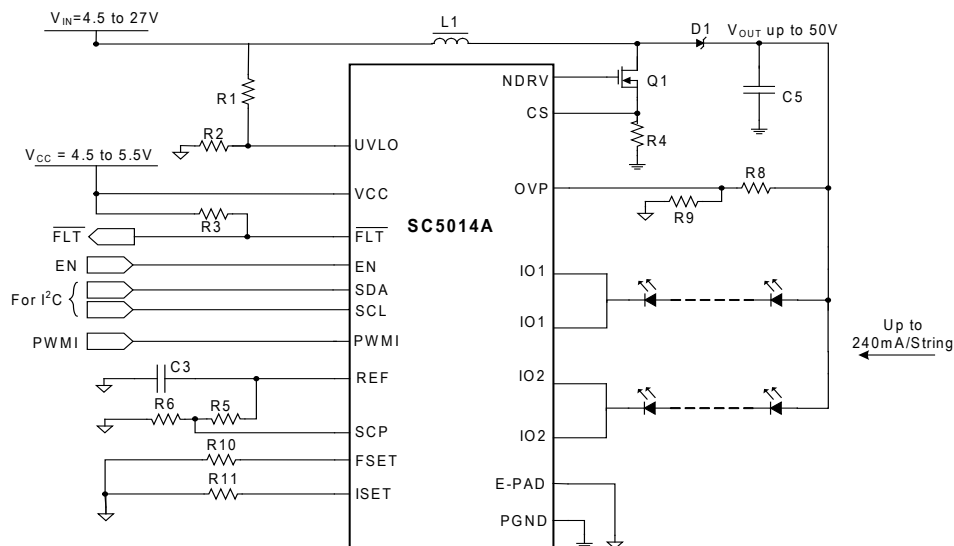 V_IN=4.5 to 27V
L1
D1
V_OUT up to 50V
R1
NDRV
Q1
C5
CS
R4
R2
UVLO
V_CC = 4.5 to 5.5V
VCC
OVP
R8
R9
R3
SC5014A
FLT
FLT
EN
EN
IO1
For I²C
SDA
SCL
IO1
PWMI
PWMI
Up to
240mA/String
C3
REF
IO2
R6
R5
SCP
IO2
R10
FSET
R11
ISET
E-PAD
PGND